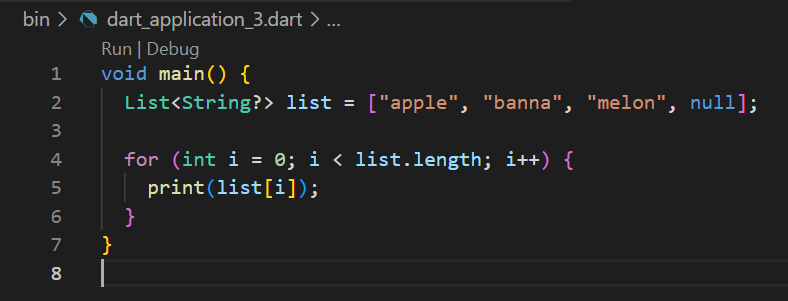 bin > dart_application_3.dart > ...
Run | Debug
1 void main() {
2   List<String?> list = ["apple", "banna", "melon", null];
3
4   for (int i = 0; i < list.length; i++) {
5     print(list[i]);
6   }
7 }
8